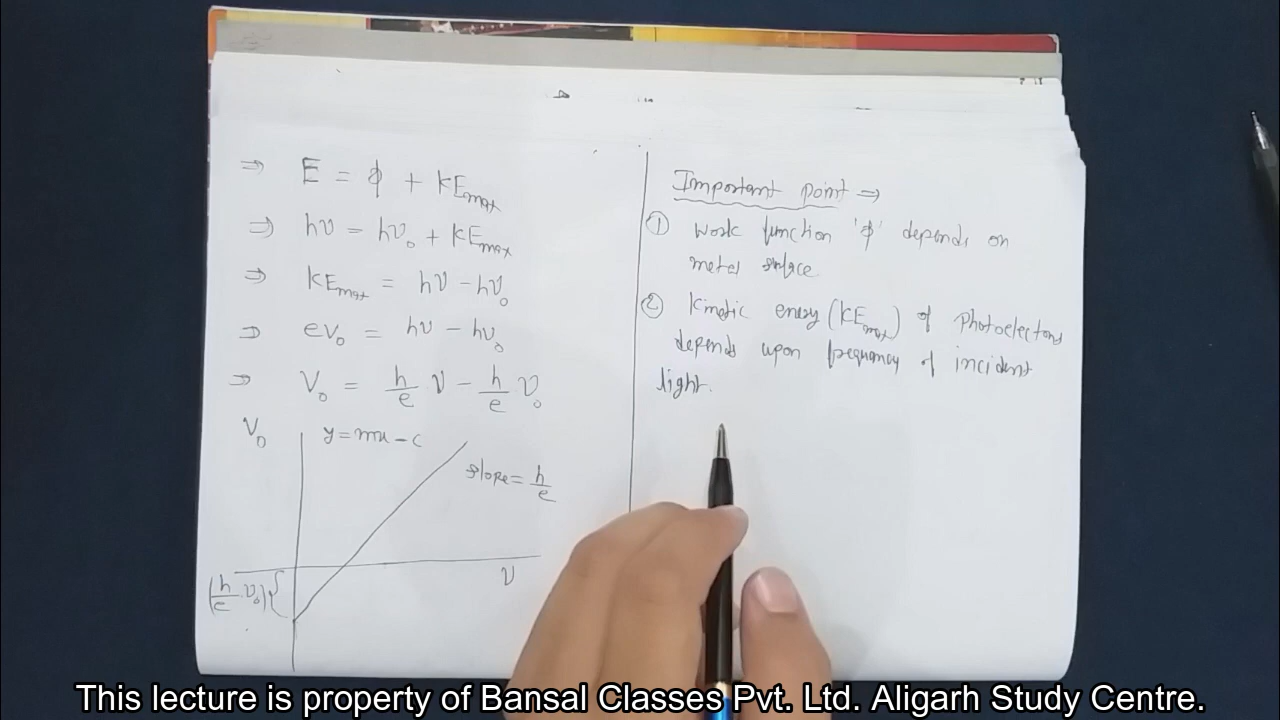 ⇒ E = ϕ + KEmax
⇒ hν = hν₀ + KEmax
⇒ KEmax = hν - hν₀
⇒ eV₀ = hν - hν₀
⇒ V₀ = h/e ν - h/e ν₀
V₀
y = mx - c
slope = h/e
ν
(h/e ν₀)
Important point ⇒
① Work function 'ϕ' depends on
metal surface.
② Kinetic energy (KEmax) of Photoelectrons
depends upon frequency of incident
light.
This lecture is property of Bansal Classes Pvt. Ltd. Aligarh Study Centre.